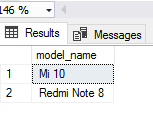 146 %
Results Messages
model_name
1 Mi 10
2 Redmi Note 8